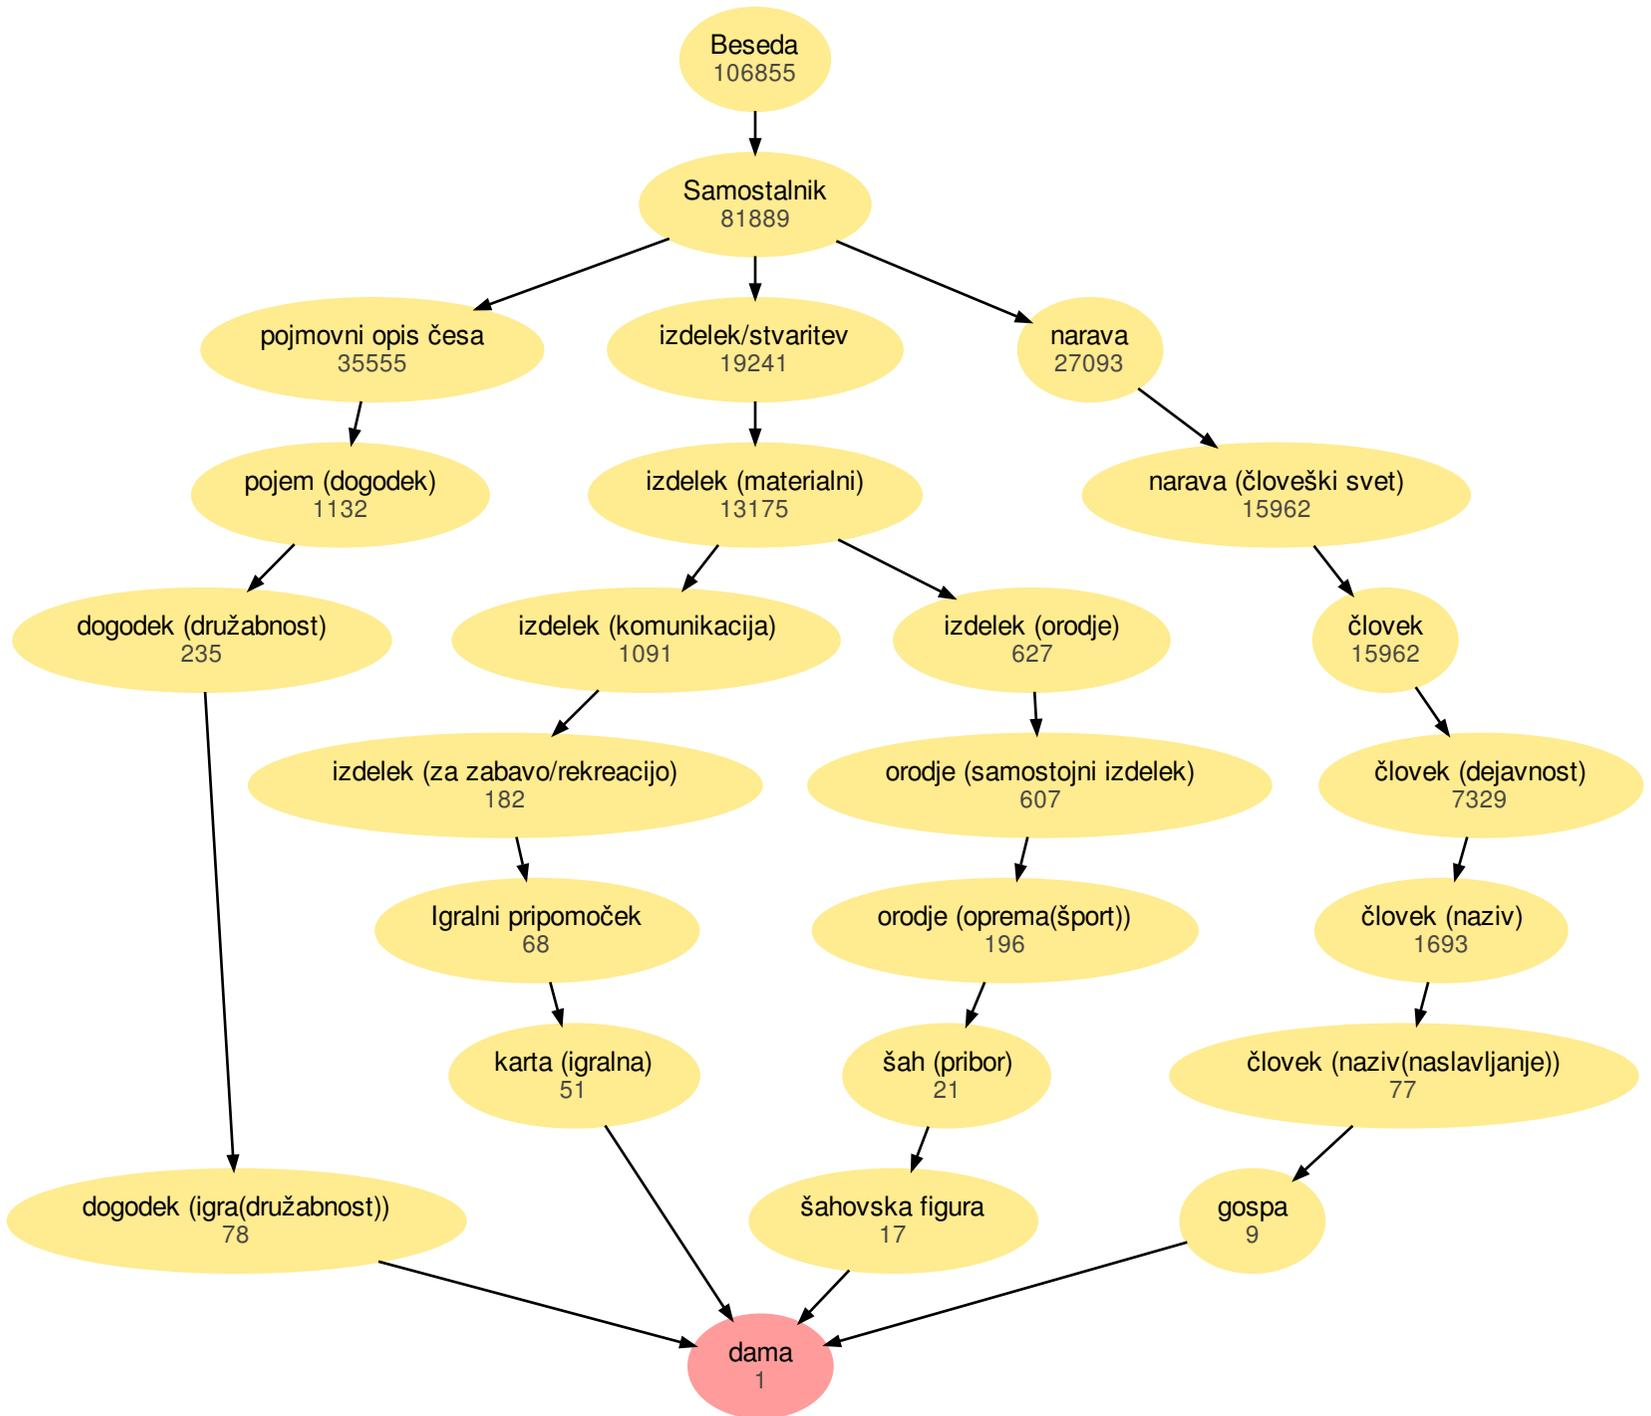 Beseda
106855
Samostalnik
81889
pojmovni opis česa
35555
izdelek/stvaritev
19241
narava
27093
pojem (dogodek)
1132
izdelek (materialni)
13175
narava (človeški svet)
15962
dogodek (družabnost)
235
izdelek (komunikacija)
1091
izdelek (orodje)
627
človek
15962
izdelek (za zabavo/rekreacijo)
182
orodje (samostojni izdelek)
607
človek (dejavnost)
7329
Igralni pripomoček
68
orodje (oprema(šport))
196
človek (naziv)
1693
karta (igralna)
51
šah (pribor)
21
človek (naziv(naslavljanje))
77
dogodek (igra(družabnost))
78
šahovska figura
17
gospa
9
dama
1